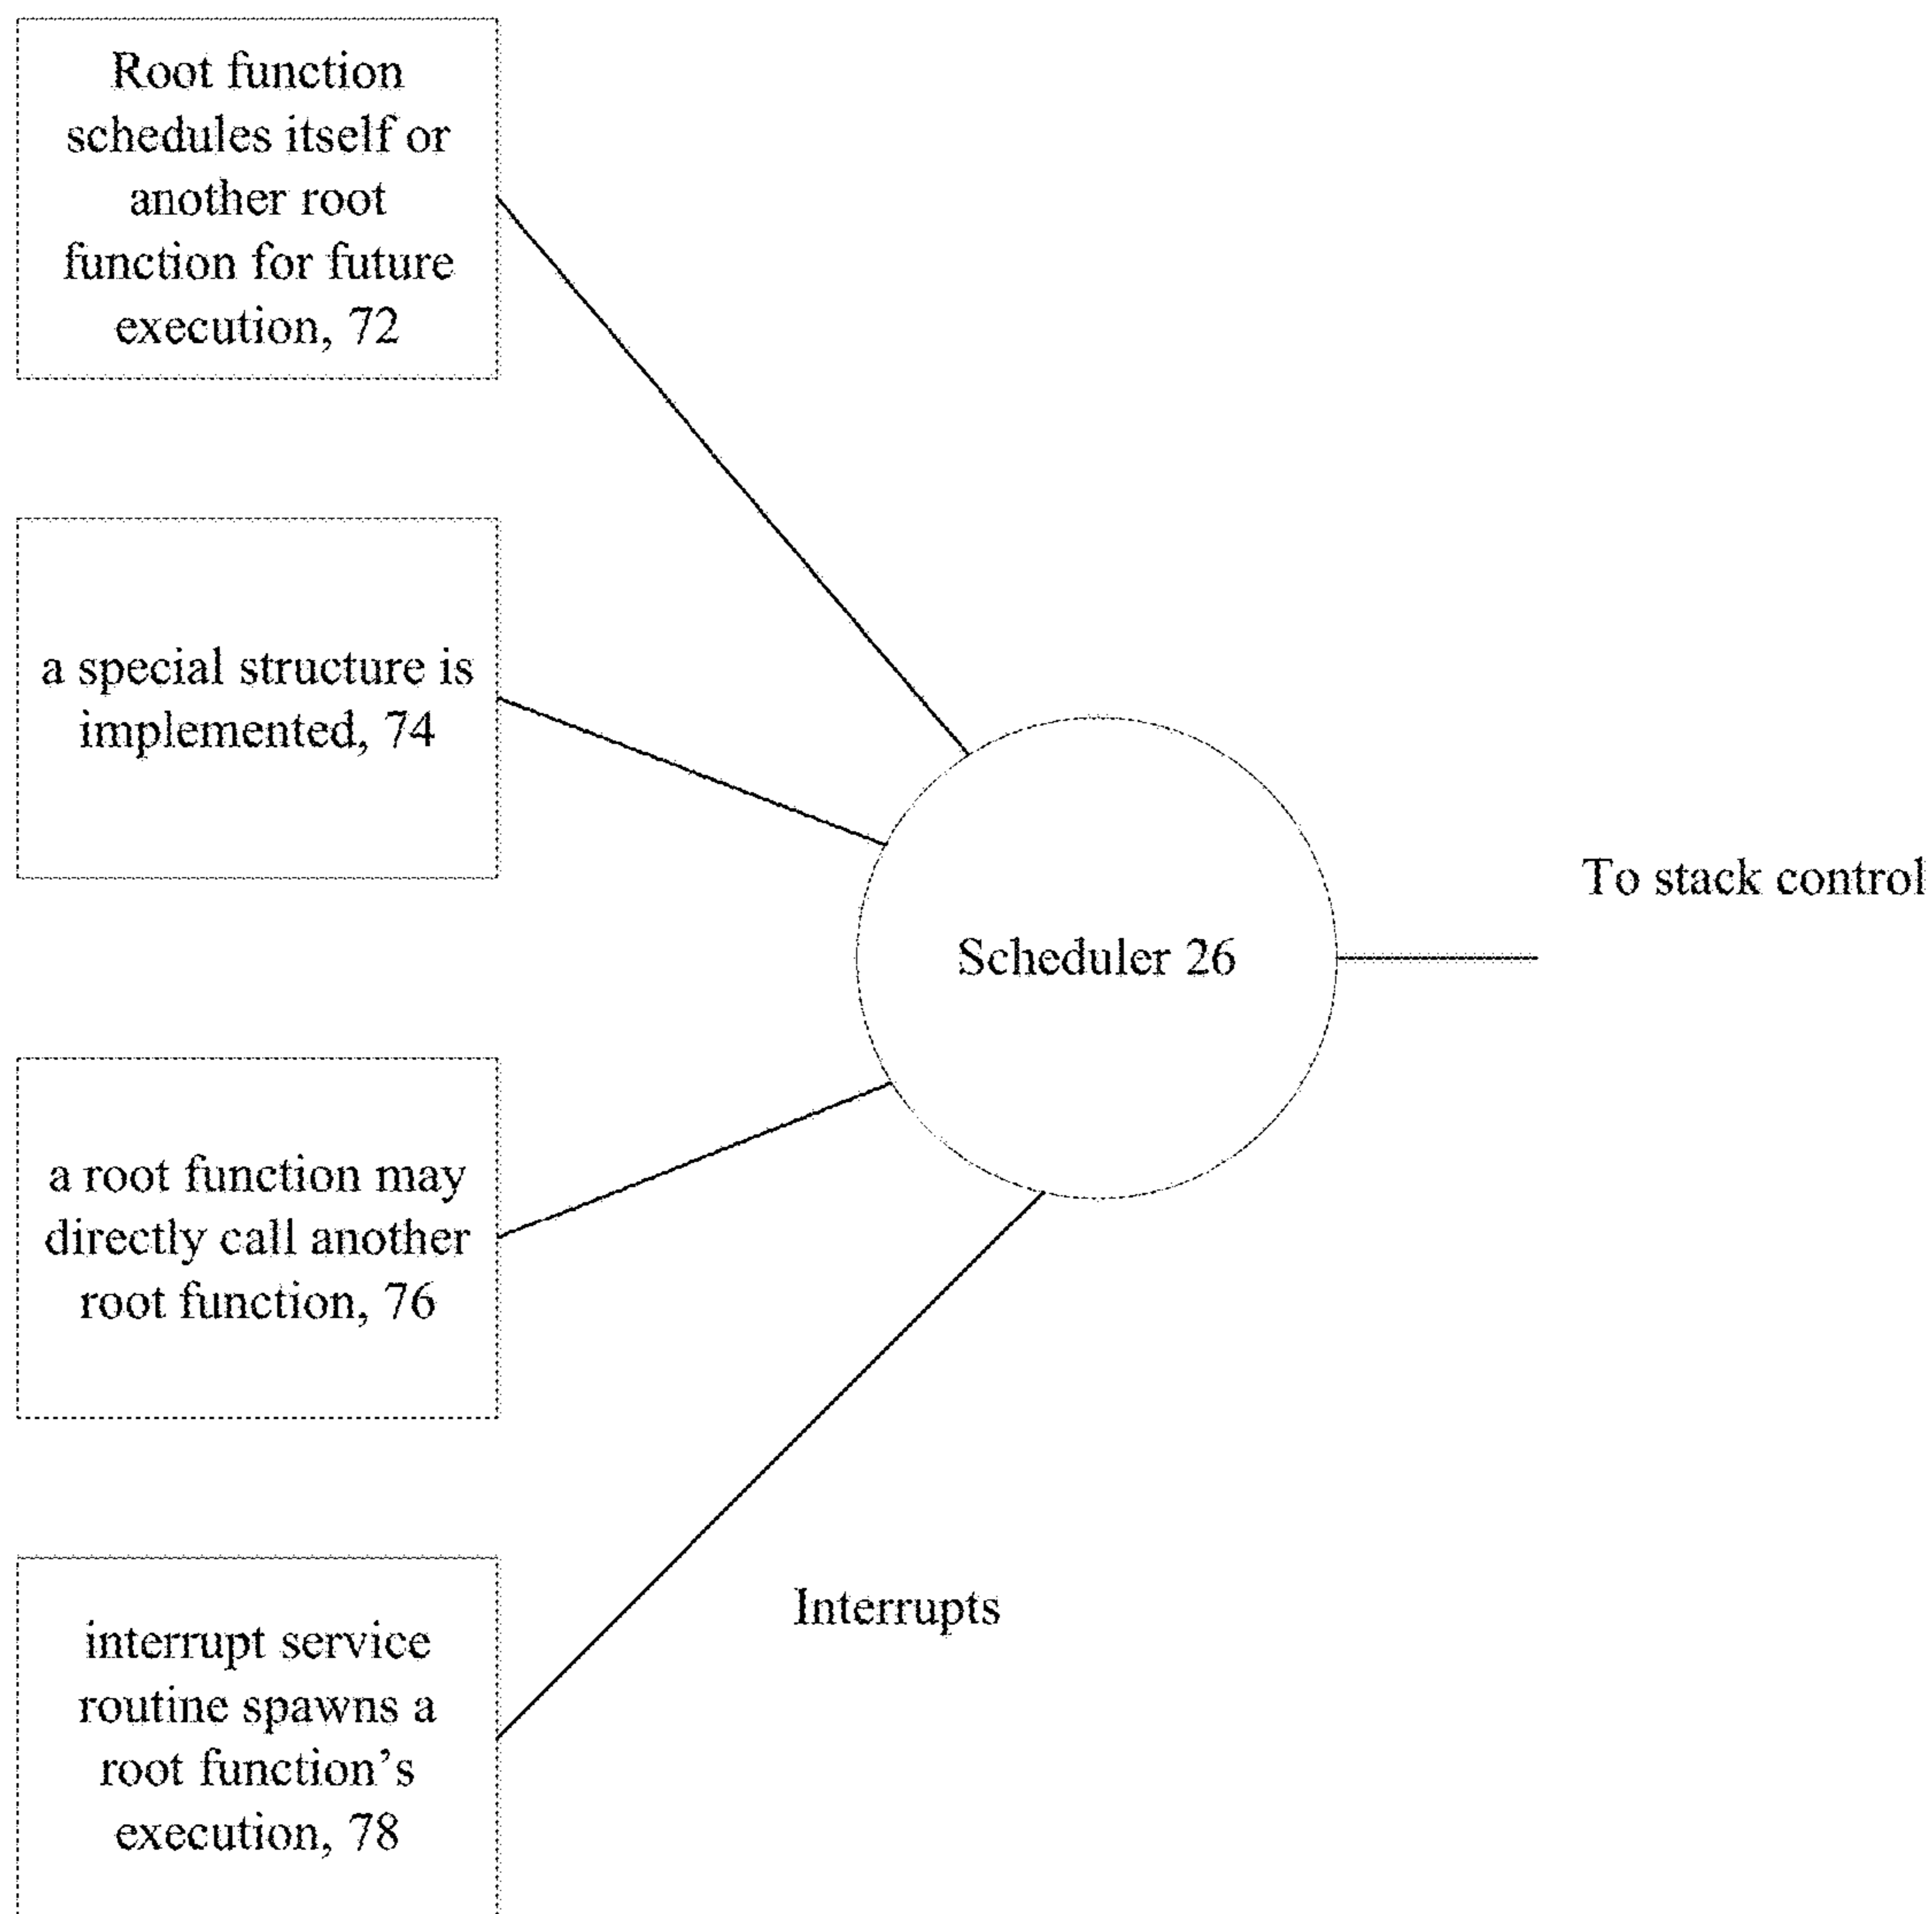 Root function
schedules itself or
another root
function for future
execution, 72
a special structure is
implemented, 74
To stack control
Scheduler 26
a root function may
directly call another
root function, 76
Interrupts
interrupt service
routine spawns a
root function’s
execution, 78